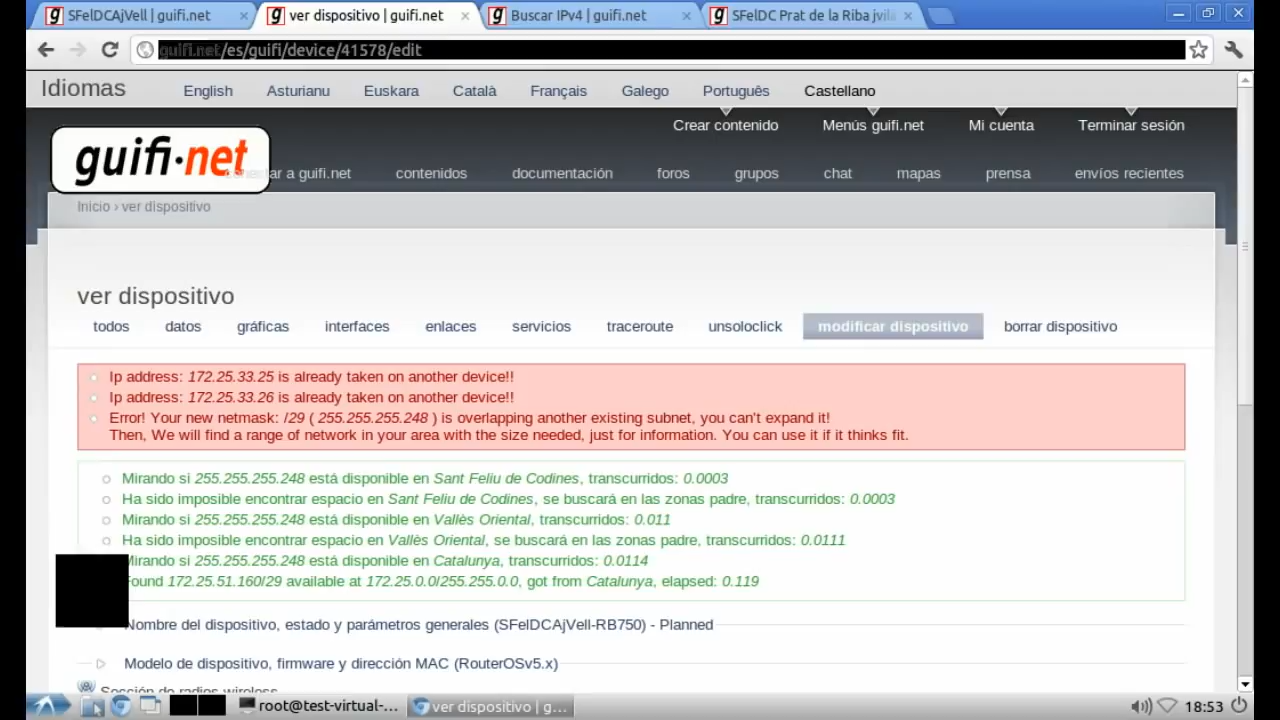 SFelDCAjVell | guifi.net
ver dispositivo | guifi.net
Buscar IPv4 | guifi.net
SFelDC Prat de la Riba jvila
guifi.net/es/guifi/device/41578/edit
Idiomas English Asturianu Euskara Català Français Galego Português Castellano
Crear contenido Menús guifi.net Mi cuenta Terminar sesión
guifi·net
ar a guifi.net contenidos documentación foros grupos chat mapas prensa envíos recientes
Inicio › ver dispositivo
ver dispositivo
todos datos gráficas interfaces enlaces servicios traceroute unsoloclick modificar dispositivo borrar dispositivo
Ip address: 172.25.33.25 is already taken on another device!!
Ip address: 172.25.33.26 is already taken on another device!!
Error! Your new netmask: /29 ( 255.255.255.248 ) is overlapping another existing subnet, you can't expand it!
Then, We will find a range of network in your area with the size needed, just for information. You can use it if it thinks fit.
Mirando si 255.255.255.248 está disponible en Sant Feliu de Codines, transcurridos: 0.0003
Ha sido imposible encontrar espacio en Sant Feliu de Codines, se buscará en las zonas padre, transcurridos: 0.0003
Mirando si 255.255.255.248 está disponible en Vallès Oriental, transcurridos: 0.011
Ha sido imposible encontrar espacio en Vallès Oriental, se buscará en las zonas padre, transcurridos: 0.0111
Mirando si 255.255.255.248 está disponible en Catalunya, transcurridos: 0.0114
Found 172.25.51.160/29 available at 172.25.0.0/255.255.0.0, got from Catalunya, elapsed: 0.119
Nombre del dispositivo, estado y parámetros generales (SFelDCAjVell-RB750) - Planned
Modelo de dispositivo, firmware y dirección MAC (RouterOSv5.x)
Sección de radios wireless
root@test-virtual-...
ver dispositivo | g...
18:53